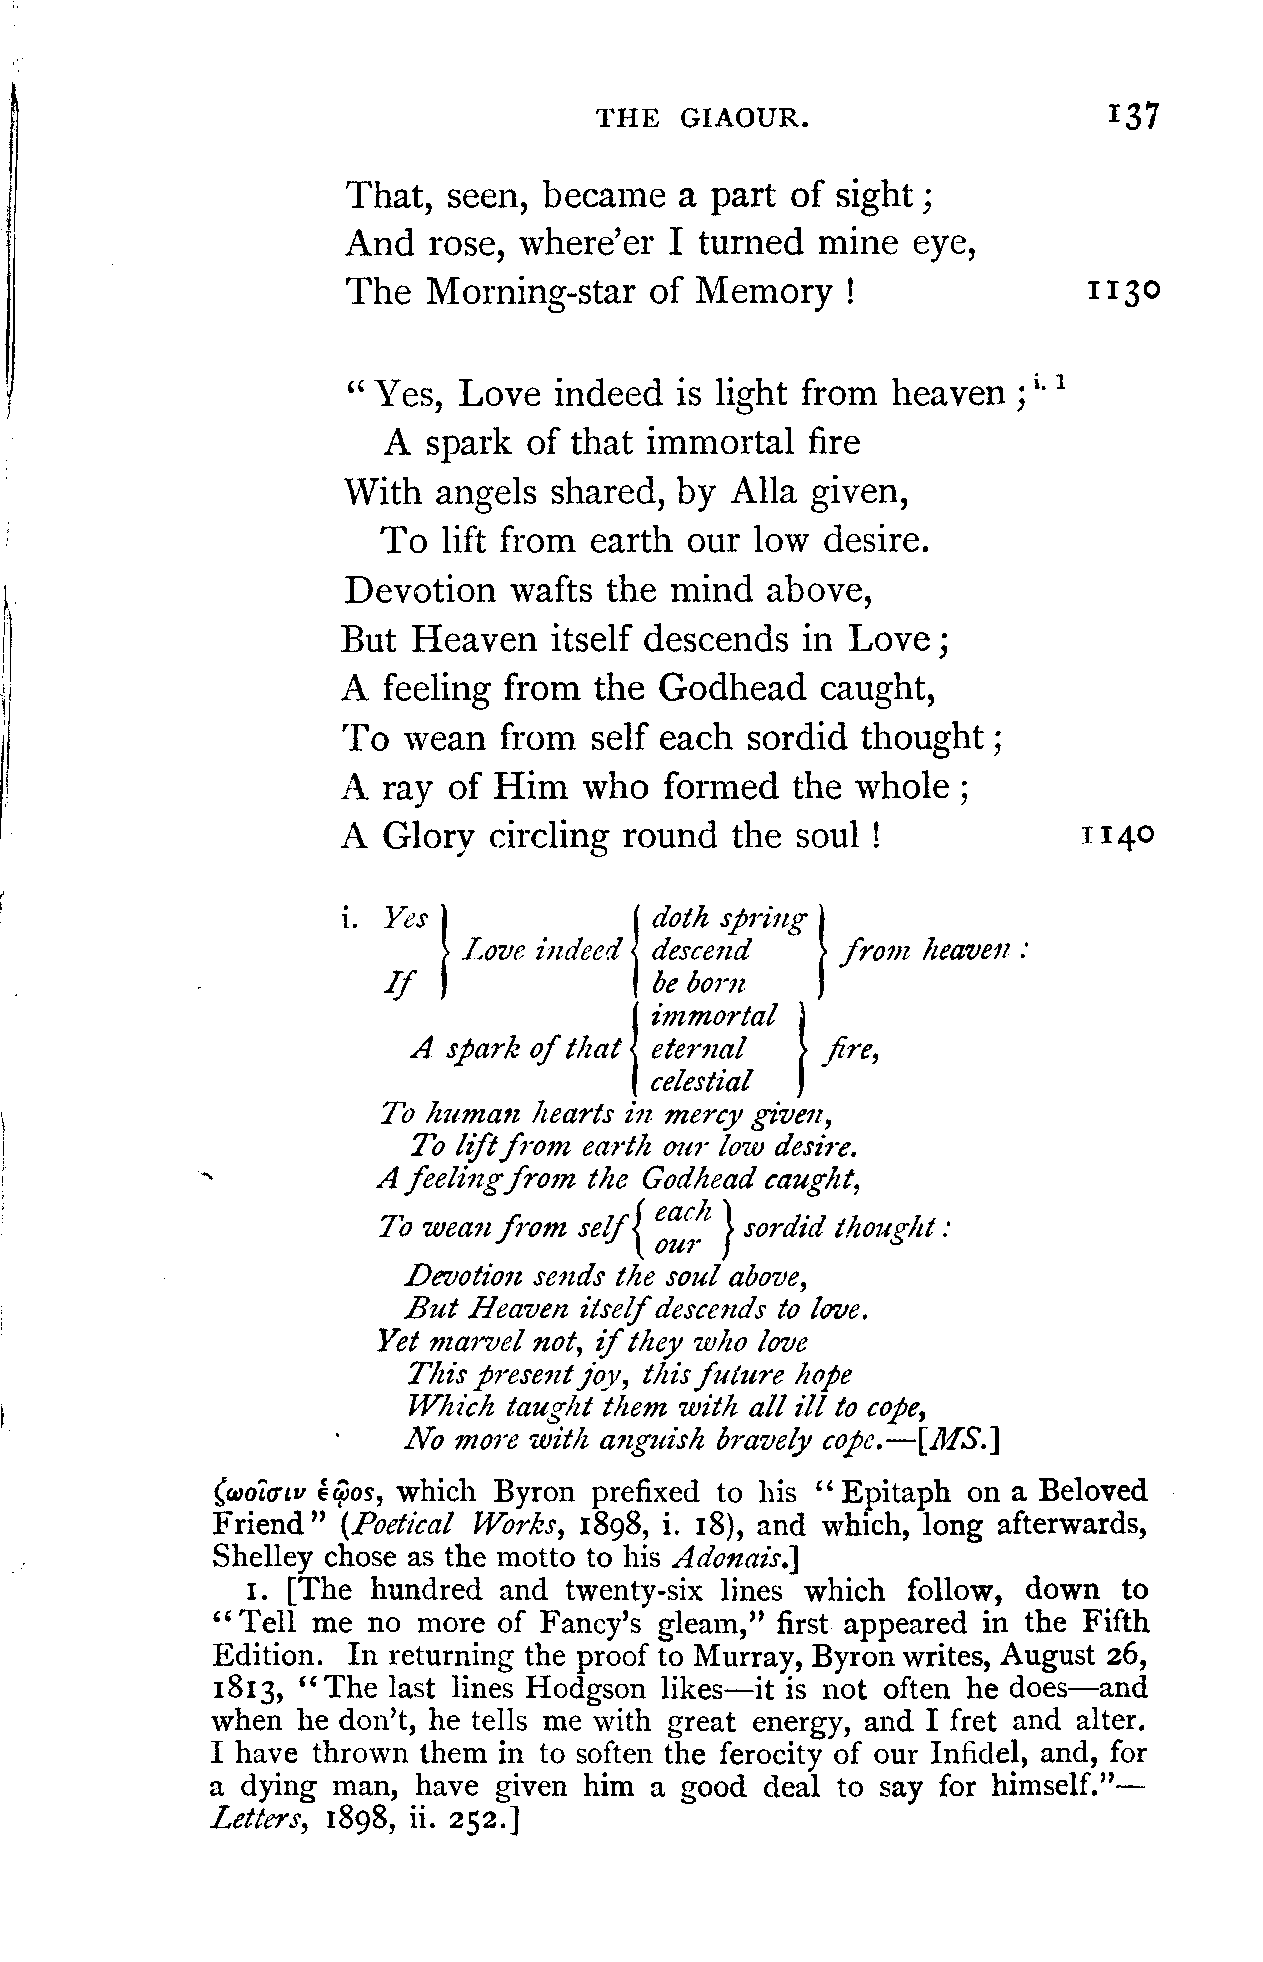 THE GIAOUR. 137
That, seen, became a part of sight;
And rose, where'er I turned mine eye,
The Morning-star of Memory! 1130
“Yes, Love indeed is light from heaven;i. 1
A spark of that immortal fire
With angels shared, by Alla given,
To lift from earth our low desire.
Devotion wafts the mind above,
But Heaven itself descends in Love;
A feeling from the Godhead caught,
To wean from self each sordid thought;
A ray of Him who formed the whole;
A Glory circling round the soul! 1140
i. Yes } { doth spring }
Love indeed { descend } from heaven:
If } { be born }
{ immortal }
A spark of that { eternal } fire,
{ celestial }
To human hearts in mercy given,
To lift from earth our low desire.
A feeling from the Godhead caught,
To wean from self { each
our } sordid thought:
Devotion sends the soul above,
But Heaven itself descends to love.
Yet marvel not, if they who love
This present joy, this future hope
Which taught them with all ill to cope,
No more with anguish bravely cope.—[MS.]
ζωοῖσιν ἑῷος, which Byron prefixed to his “Epitaph on a Beloved
Friend” (Poetical Works, 1898, i. 18), and which, long afterwards,
Shelley chose as the motto to his Adonais.]
1. [The hundred and twenty-six lines which follow, down to
“Tell me no more of Fancy's gleam,” first appeared in the Fifth
Edition. In returning the proof to Murray, Byron writes, August 26,
1813, “The last lines Hodgson likes—it is not often he does—and
when he don't, he tells me with great energy, and I fret and alter.
I have thrown them in to soften the ferocity of our Infidel, and, for
a dying man, have given him a good deal to say for himself.”—
Letters, 1898, ii. 252.]